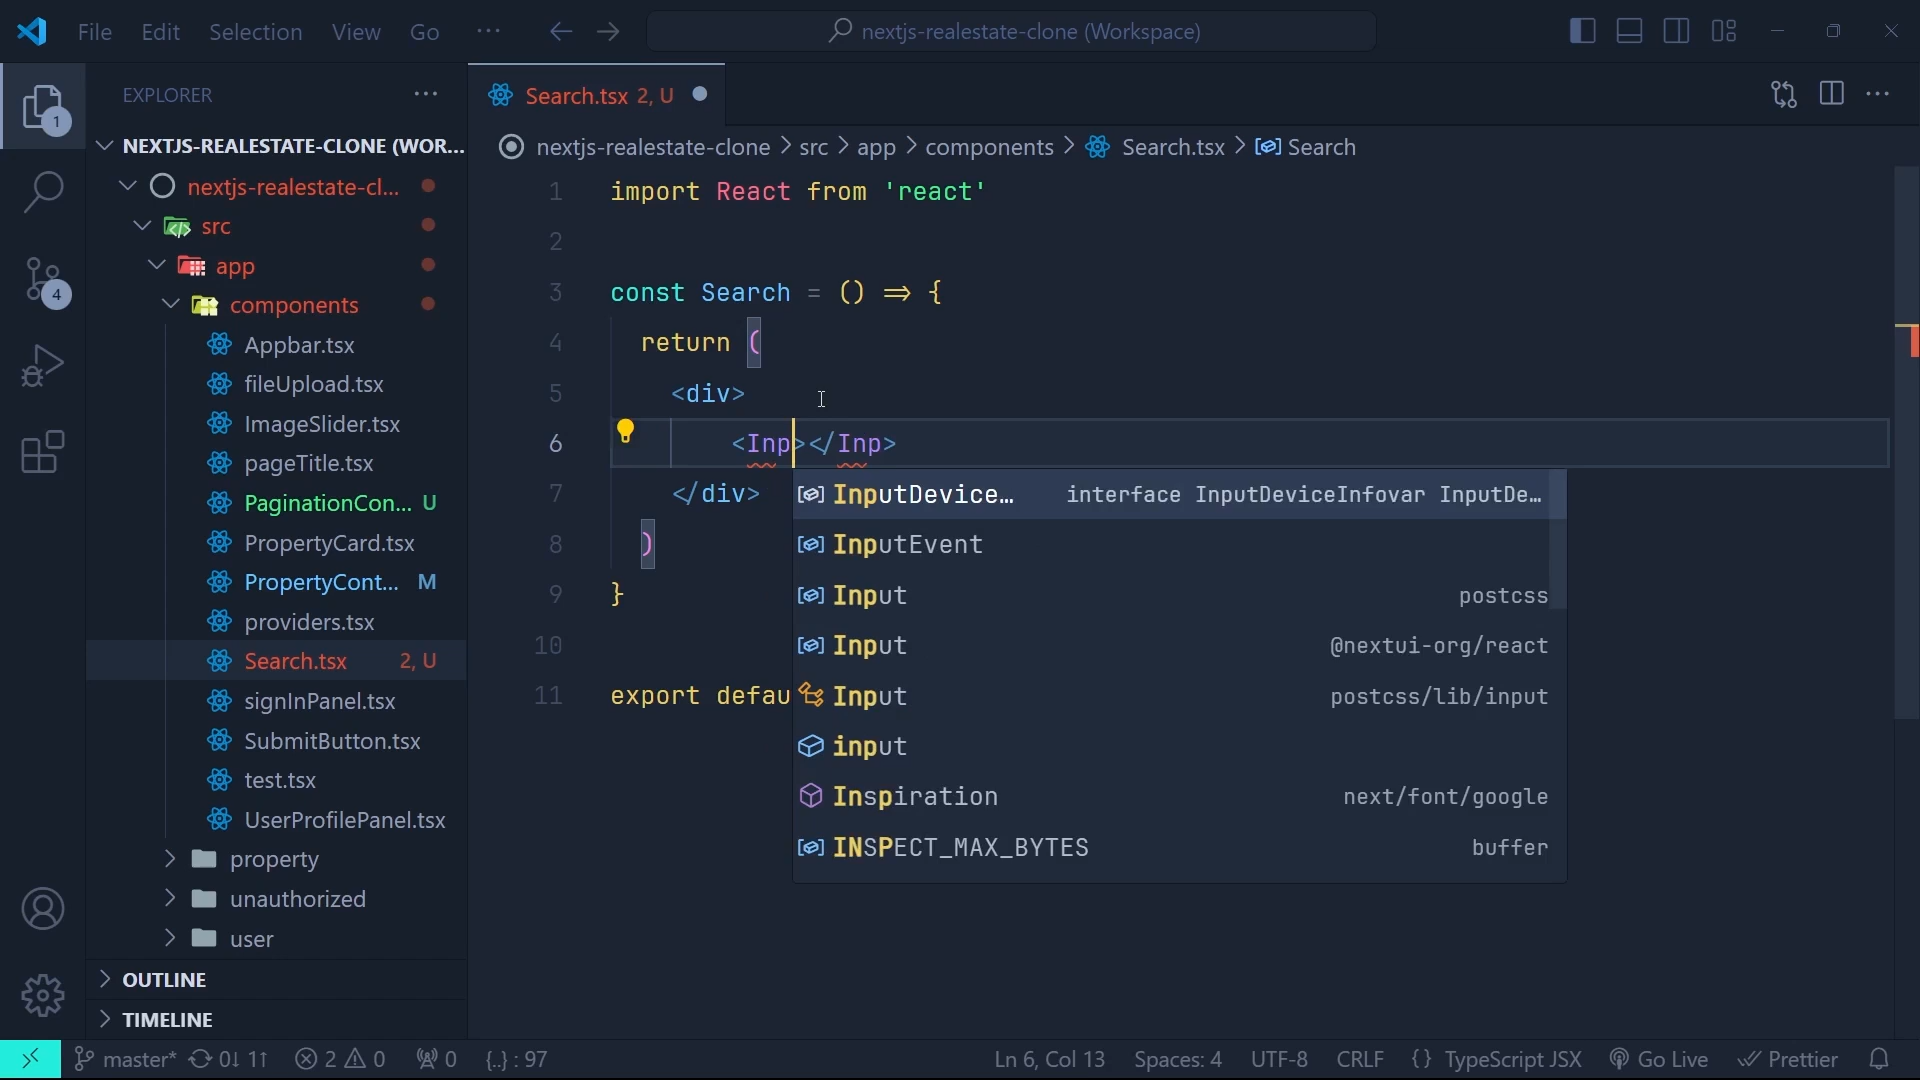 File Edit Selection View Go ··· nextjs-realestate-clone (Workspace)
1
4
EXPLORER ···
NEXTJS-REALESTATE-CLONE (WOR...
nextjs-realestate-cl...
src
app
components
Appbar.tsx
fileUpload.tsx
ImageSlider.tsx
pageTitle.tsx
PaginationCon... U
PropertyCard.tsx
PropertyCont... M
providers.tsx
Search.tsx 2, U
signInPanel.tsx
SubmitButton.tsx
test.tsx
UserProfilePanel.tsx
property
unauthorized
user
OUTLINE
TIMELINE
Search.tsx 2, U
nextjs-realestate-clone > src > app > components > Search.tsx > Search
1 import React from 'react'
2
3 const Search = () => {
4 return (
5 <div>
6 <Inp></Inp>
7 </div>
8 )
9 }
10
11 export defau
InputDevice… interface InputDeviceInfovar InputDe…
InputEvent
Input postcss
Input @nextui-org/react
Input postcss/lib/input
input
Inspiration next/font/google
INSPECT_MAX_BYTES buffer
master* 0↓ 1↑ 2 0 0 {..} : 97 Ln 6, Col 13 Spaces: 4 UTF-8 CRLF {} TypeScript JSX Go Live Prettier